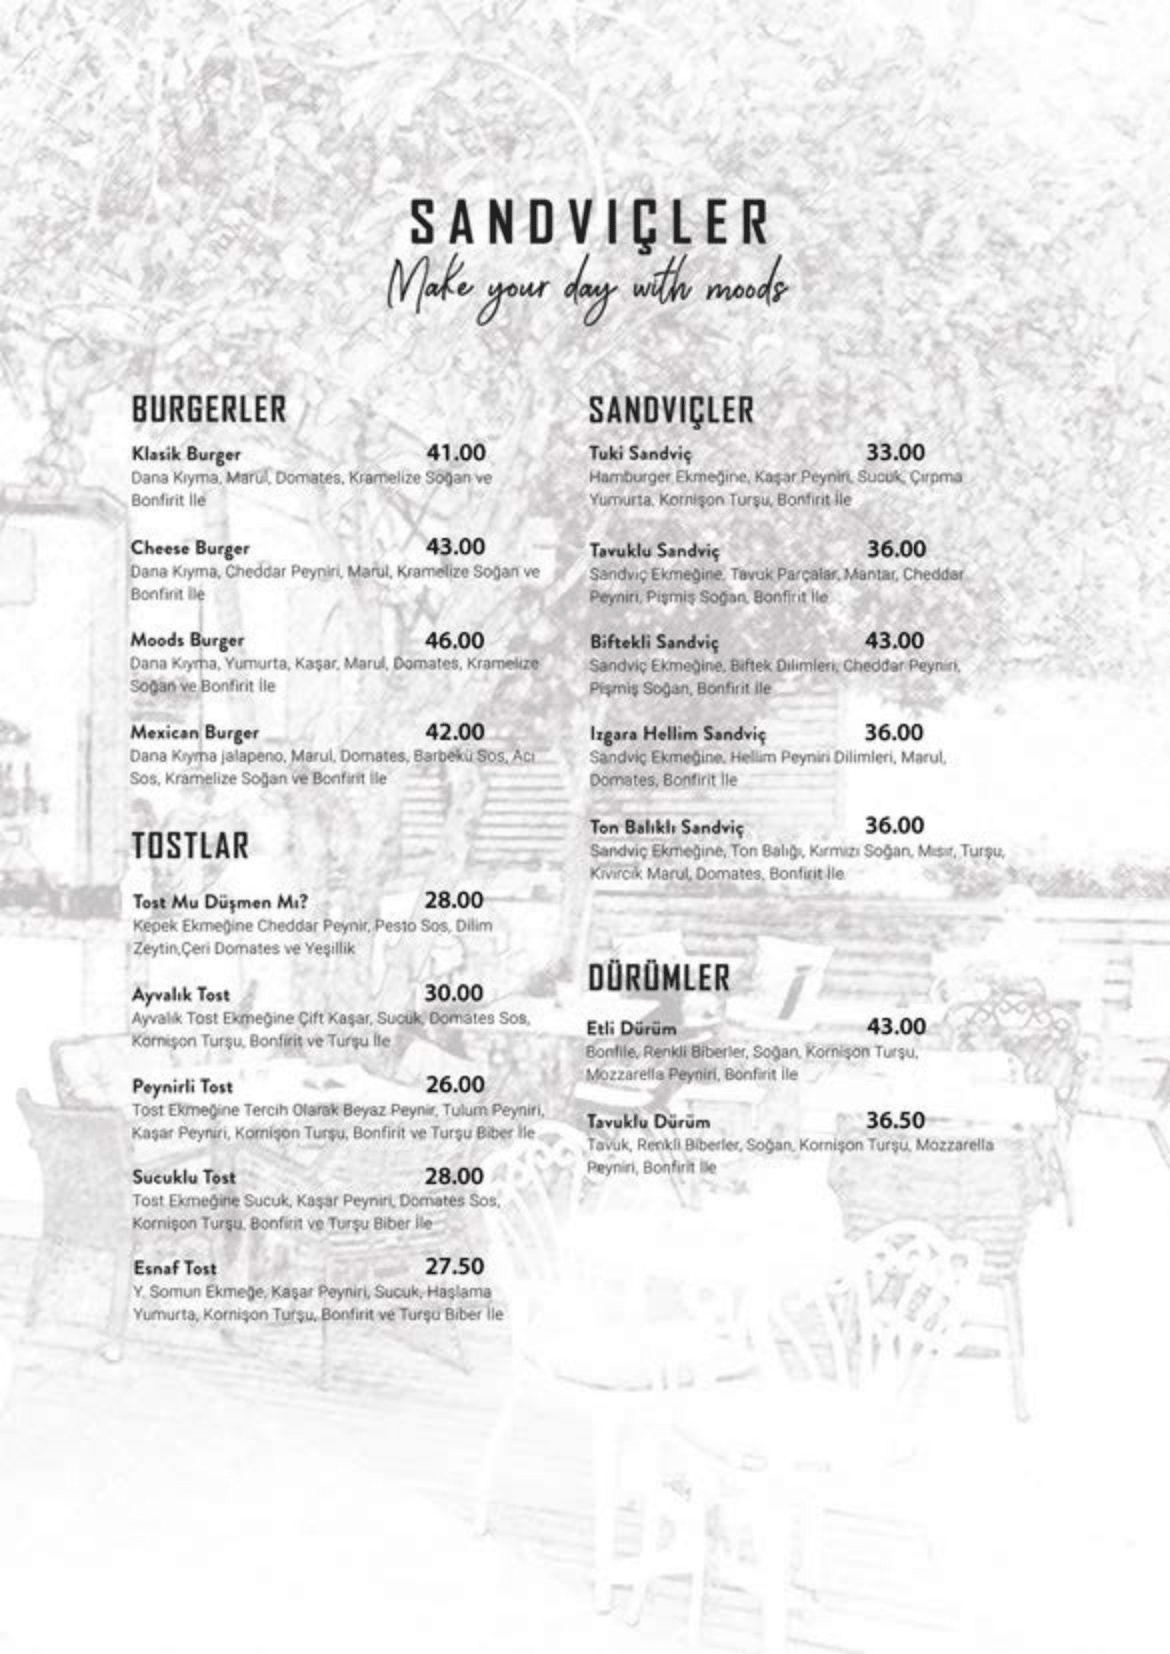 SANDVIÇLER
Make your day with moods
BURGERLER
Klasik Burger 41.00
Dana Kıyma, Marul, Domates, Kramelize Soğan ve
Bonfirit İle
Cheese Burger 43.00
Dana Kıyma, Cheddar Peyniri, Marul, Kramelize Soğan ve
Bonfirit İle
Moods Burger 46.00
Dana Kıyma, Yumurta, Kaşar, Marul, Domates, Kramelize
Soğan ve Bonfirit İle
Mexican Burger 42.00
Dana Kıyma jalapeno, Marul, Domates, Barbekü Sos, Acı
Sos, Kramelize Soğan ve Bonfirit İle
TOSTLAR
Tost Mu Düşmen Mı? 28.00
Kepek Ekmeğine Cheddar Peynir, Pesto Sos, Dilim
Zeytin,Çeri Domates ve Yeşillik
Ayvalık Tost 30.00
Ayvalık Tost Ekmeğine Çift Kaşar, Sucuk, Domates Sos,
Kornişon Turşu, Bonfirit ve Turşu İle
Peynirli Tost 26.00
Tost Ekmeğine Tercih Olarak Beyaz Peynir, Tulum Peyniri,
Kaşar Peyniri, Kornişon Turşu, Bonfirit ve Turşu Biber İle
Sucuklu Tost 28.00
Tost Ekmeğine Sucuk, Kaşar Peyniri, Domates Sos,
Kornişon Turşu, Bonfirit ve Turşu Biber İle
Esnaf Tost 27.50
Y. Somun Ekmeğe, Kaşar Peyniri, Sucuk, Haşlama
Yumurta, Kornişon Turşu, Bonfirit ve Turşu Biber İle
SANDVIÇLER
Tuki Sandviç 33.00
Hamburger Ekmeğine, Kaşar Peyniri, Sucuk, Çırpma
Yumurta, Kornişon Turşu, Bonfirit İle
Tavuklu Sandviç 36.00
Sandviç Ekmeğine, Tavuk Parçalar, Mantar, Cheddar
Peyniri, Pişmiş Soğan, Bonfirit İle
Biftekli Sandviç 43.00
Sandviç Ekmeğine, Biftek Dilimleri, Cheddar Peyniri,
Pişmiş Soğan, Bonfirit İle
Izgara Hellim Sandviç 36.00
Sandviç Ekmeğine, Hellim Peyniri Dilimleri, Marul,
Domates, Bonfirit İle
Ton Balıklı Sandviç 36.00
Sandviç Ekmeğine, Ton Balığı, Kırmızı Soğan, Mısır, Turşu,
Kıvırcık Marul, Domates, Bonfirit İle
DÜRÜMLER
Etli Dürüm 43.00
Bonfile, Renkli Biberler, Soğan, Kornişon Turşu,
Mozzarella Peyniri, Bonfirit İle
Tavuklu Dürüm 36.50
Tavuk, Renkli Biberler, Soğan, Kornişon Turşu, Mozzarella
Peyniri, Bonfirit İle